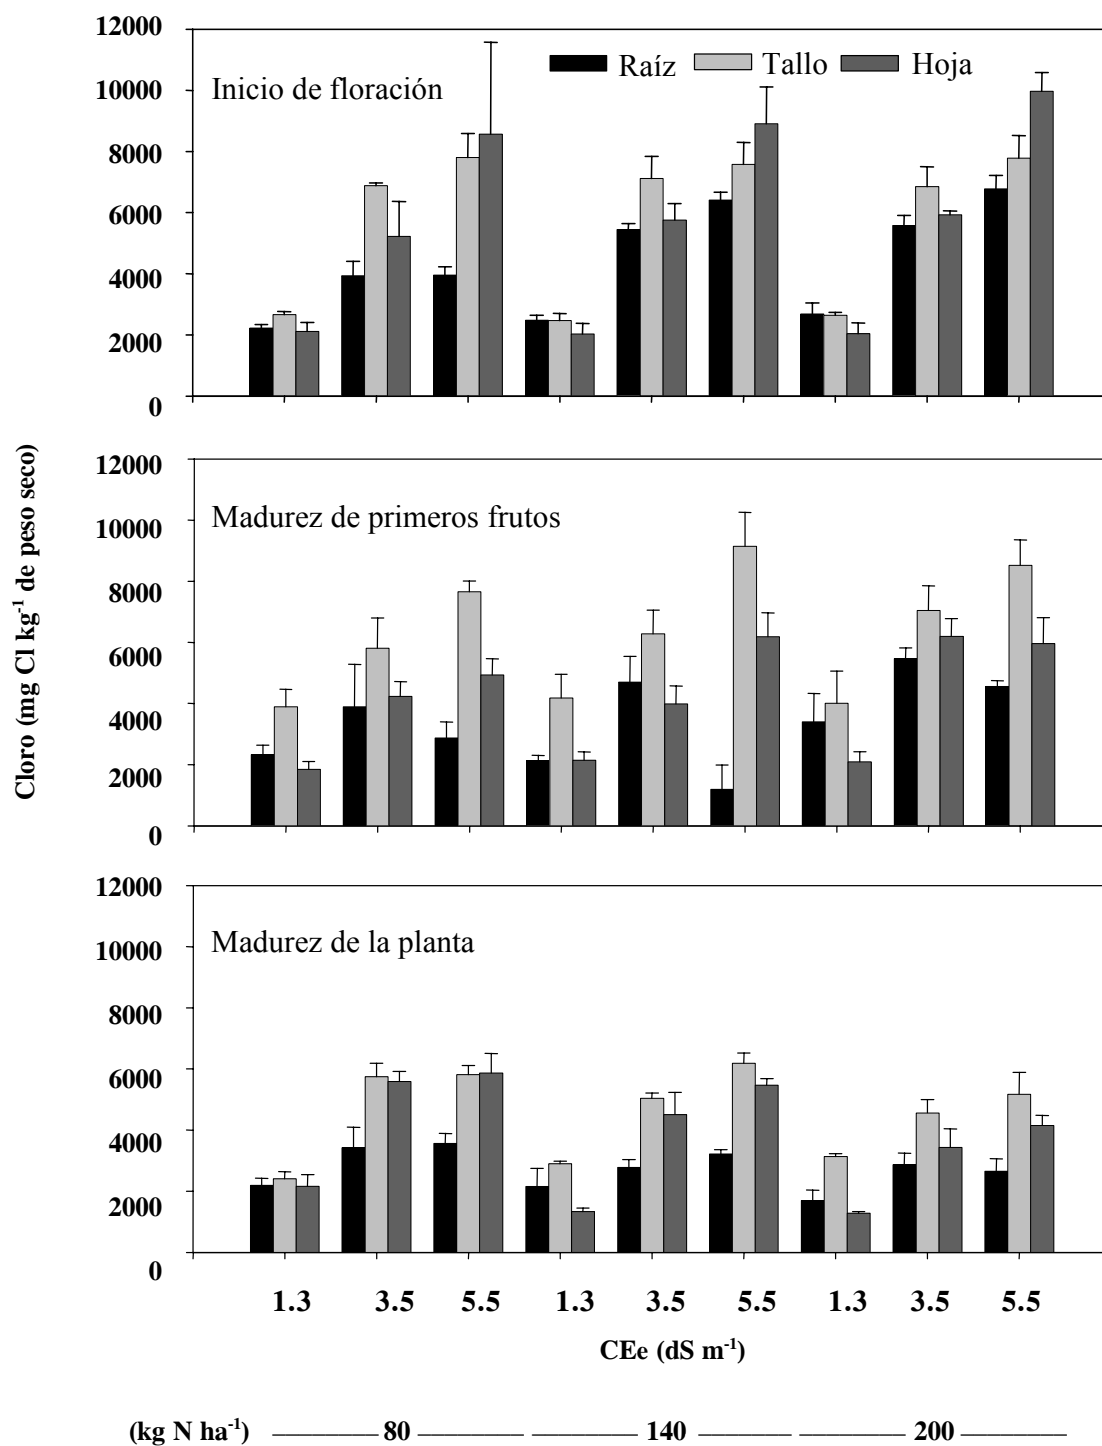 12000
10000
8000
6000
4000
2000
0
Raíz Tallo Hoja
Inicio de floración
Cloro (mg Cl kg⁻¹ de peso seco)
12000
10000
8000
6000
4000
2000
0
Madurez de primeros frutos
12000
10000
8000
6000
4000
2000
0
Madurez de la planta
1.3 3.5 5.5 1.3 3.5 5.5 1.3 3.5 5.5
CEe (dS m⁻¹)
(kg N ha⁻¹) 80 140 200